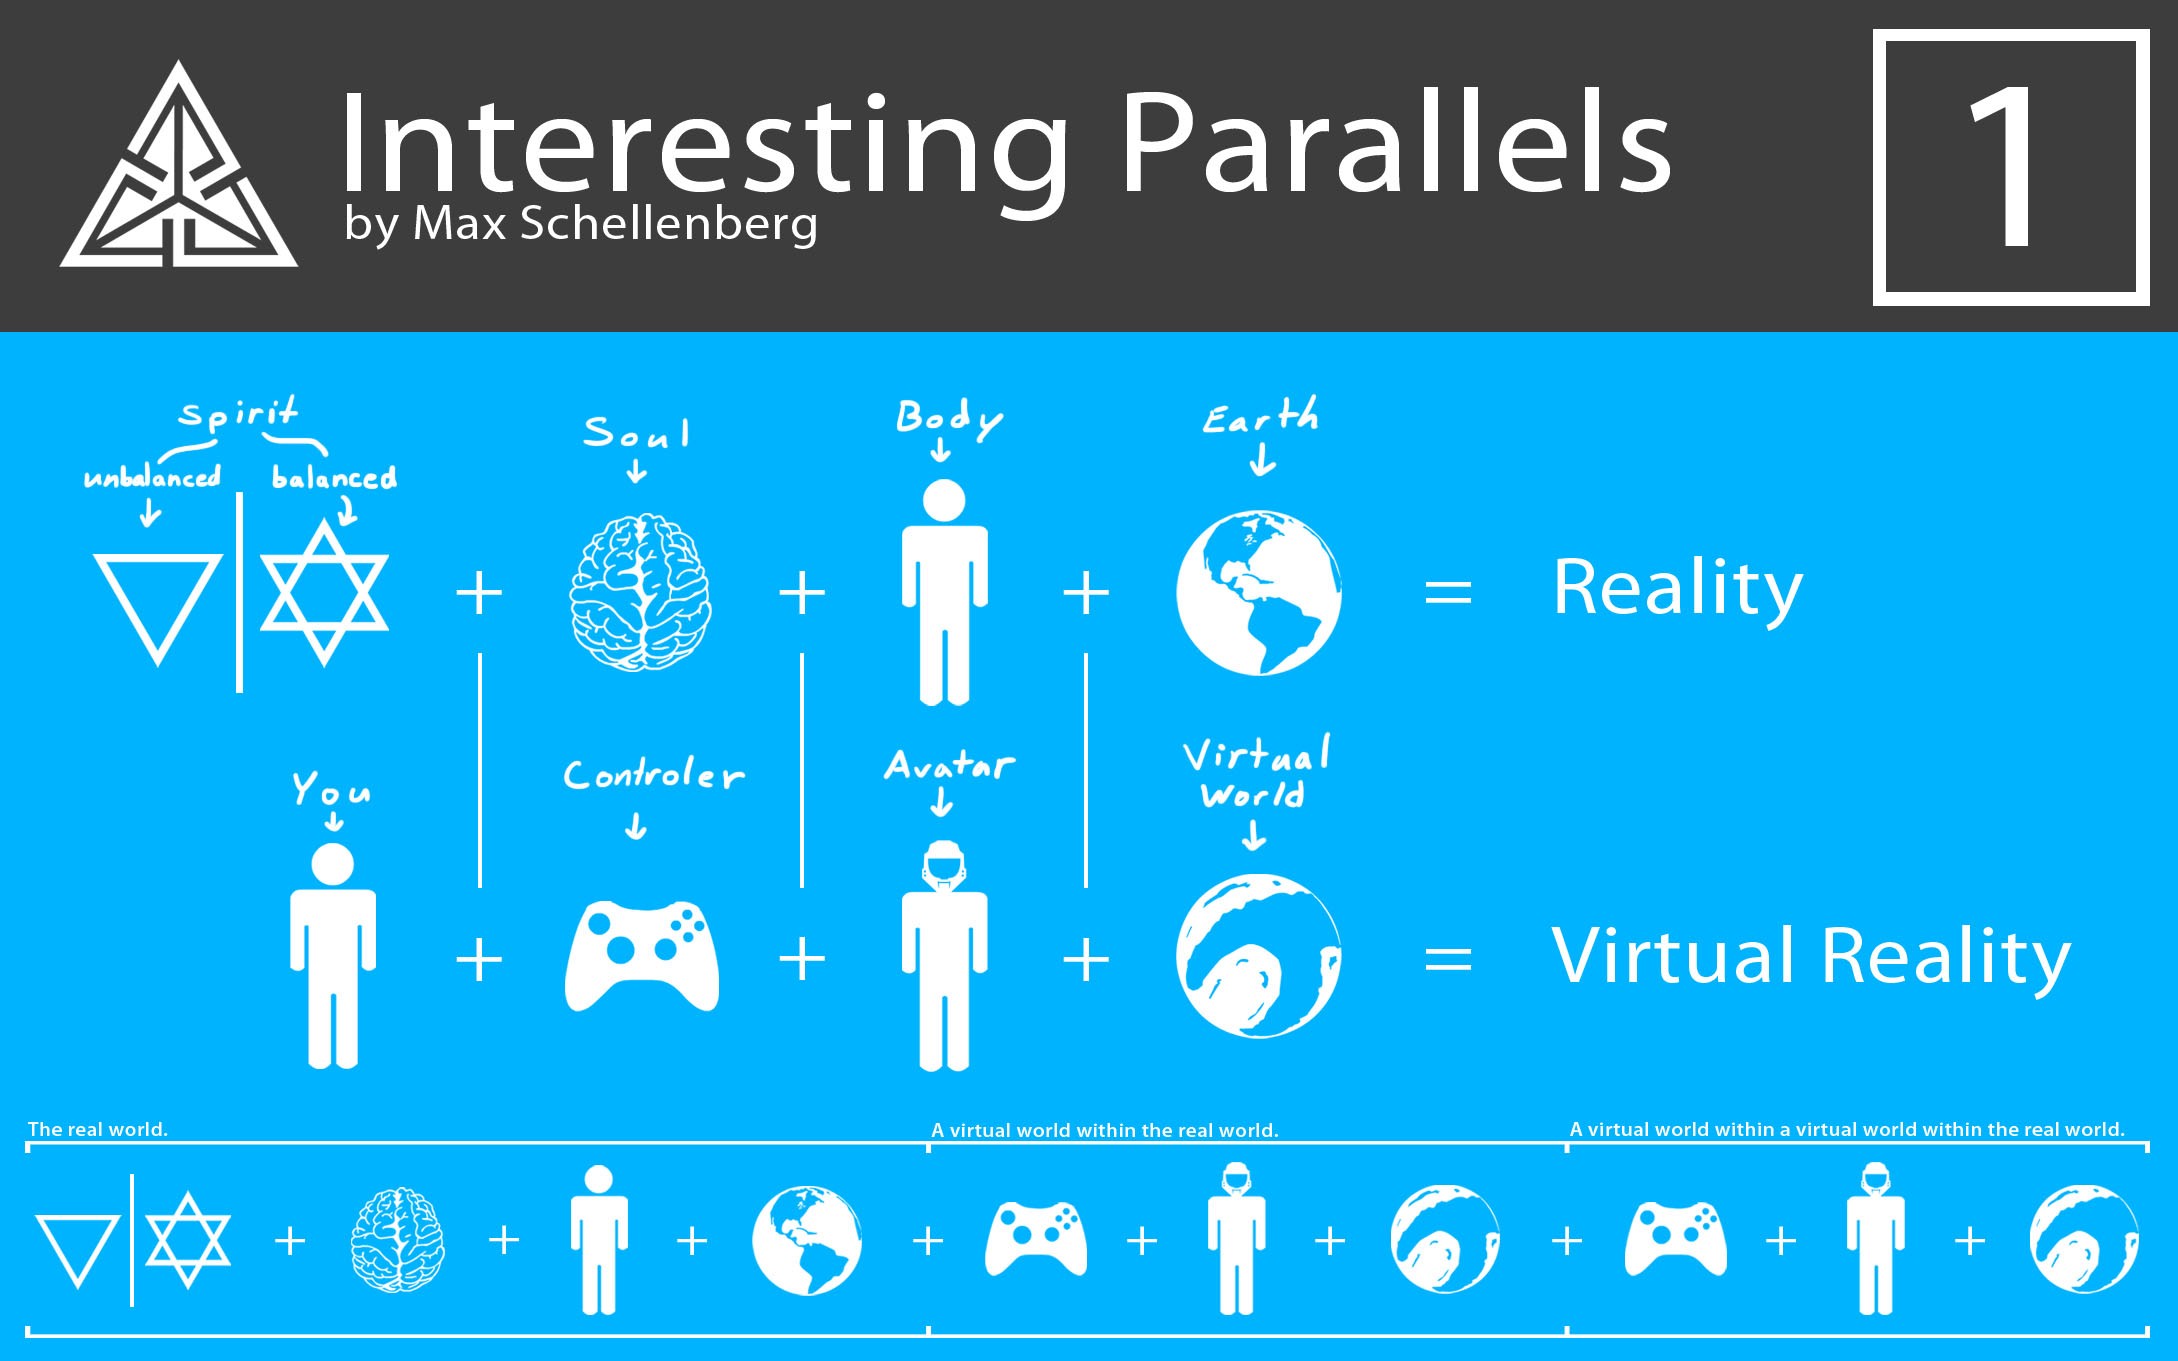 Interesting Parallels
by Max Schellenberg
1
Spirit
unbalanced
balanced
Soul
Body
Earth
+ + + = Reality
You
Controler
Avatar
Virtual
World
+ + + = Virtual Reality
The real world.
A virtual world within the real world.
A virtual world within a virtual world within the real world.
+ + + + + + + + +